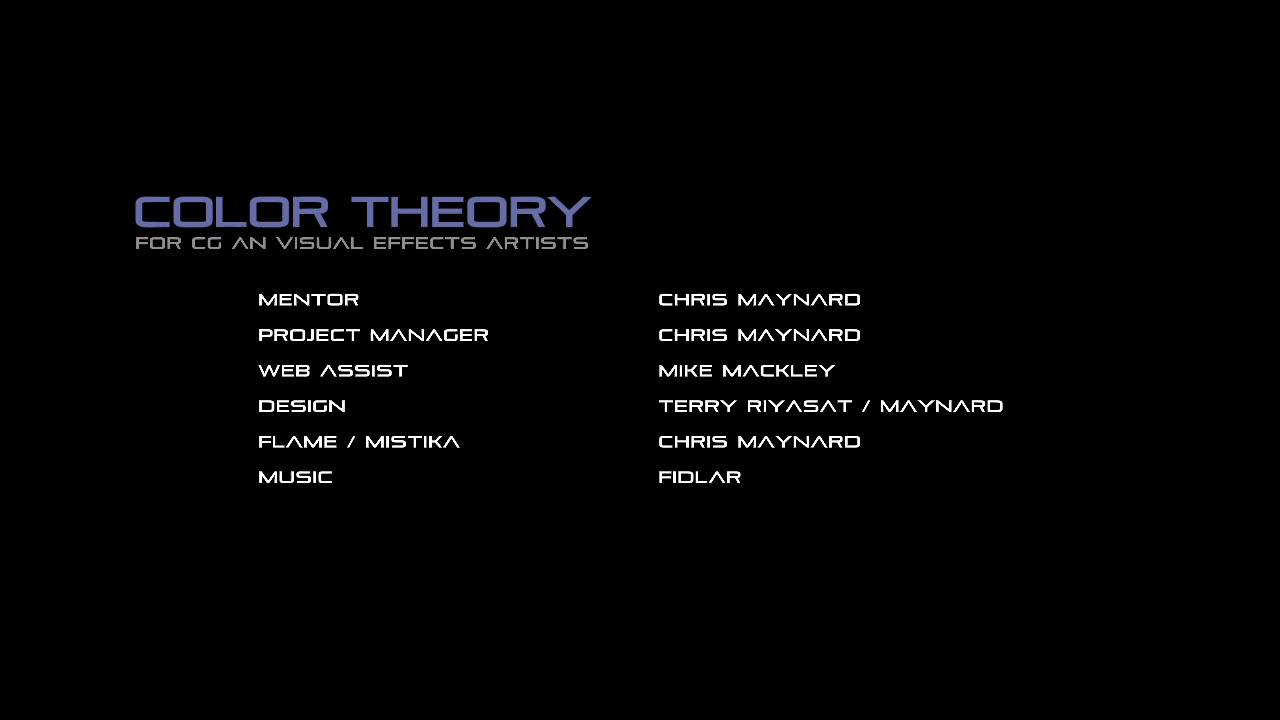 COLOR THEORY
FOR CG AN VISUAL EFFECTS ARTISTS
MENTOR CHRIS MAYNARD
PROJECT MANAGER CHRIS MAYNARD
WEB ASSIST MIKE MACKLEY
DESIGN TERRY RIYASAT / MAYNARD
FLAME / MISTIKA CHRIS MAYNARD
MUSIC FIDLAR